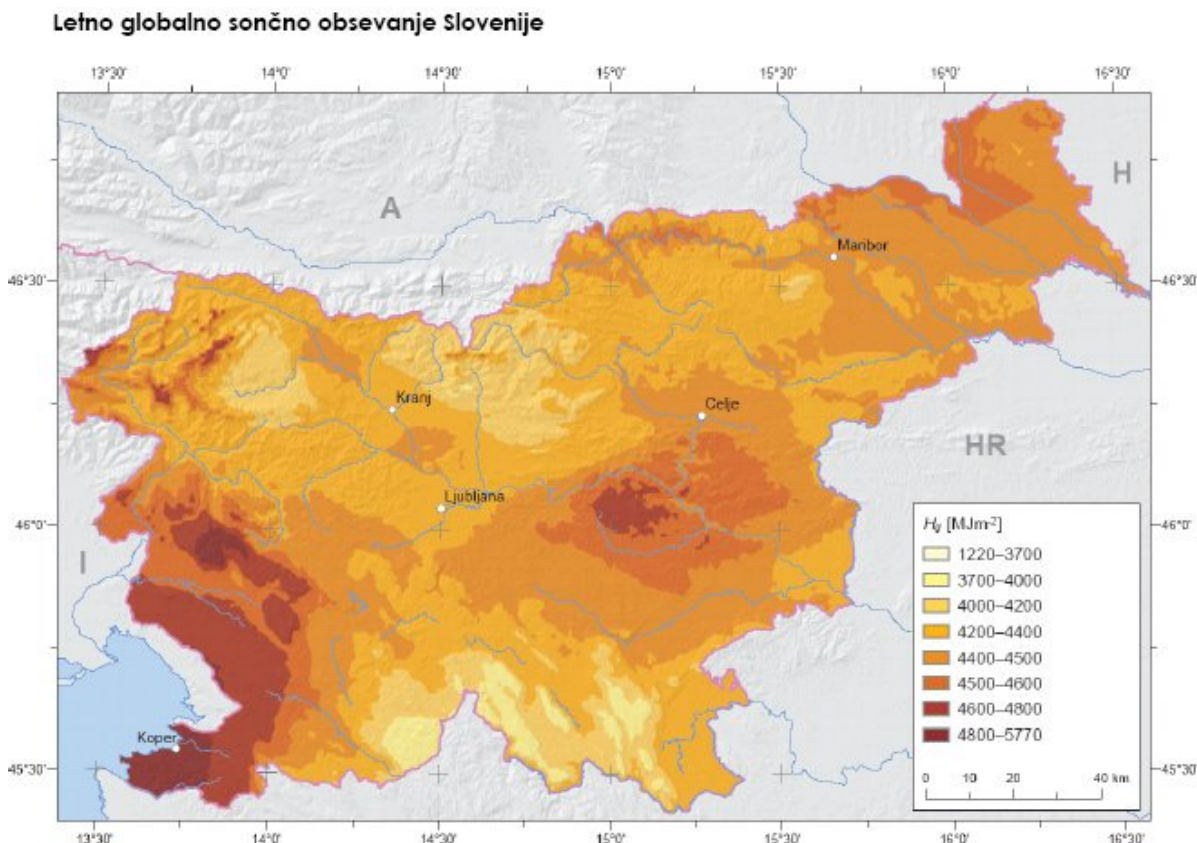 Letno globalno sončno obsevanje Slovenije
13°30' 14°0' 14°30' 15°0' 15°30' 16°0' 16°30'
H
A
Maribor
46°30' 46°30'
Kranj
Celje
HR
Ljubljana
46°0' 46°0'
I
Hg [MJm-2]
1220–3700
3700–4000
4000–4200
4200–4400
4400–4500
4500–4600
4600–4800
4800–5770
Koper
45°30' 45°30'
0 10 20 40 km
13°30' 14°0' 14°30' 15°0' 15°30' 16°0' 16°30'